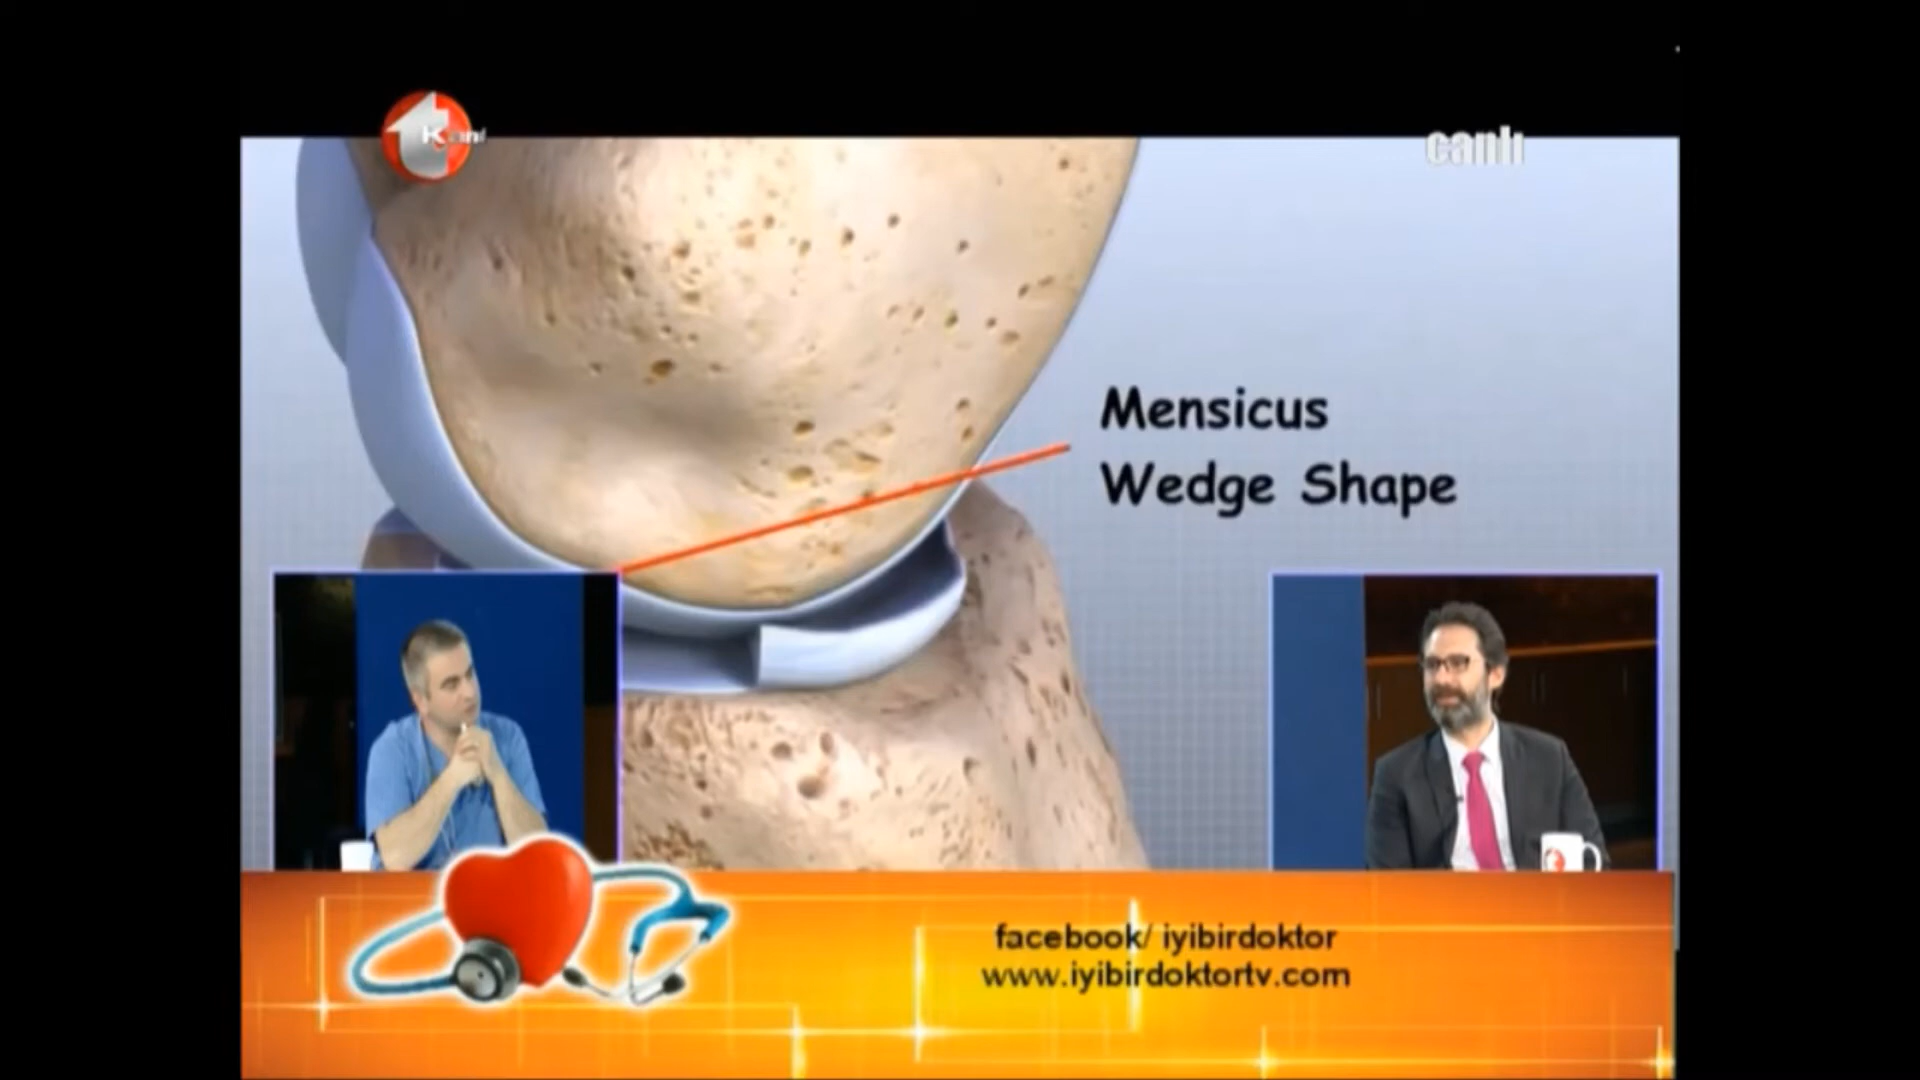 canlı
Mensicus
Wedge Shape
facebook/ iyibirdoktor
www.iyibirdoktortv.com